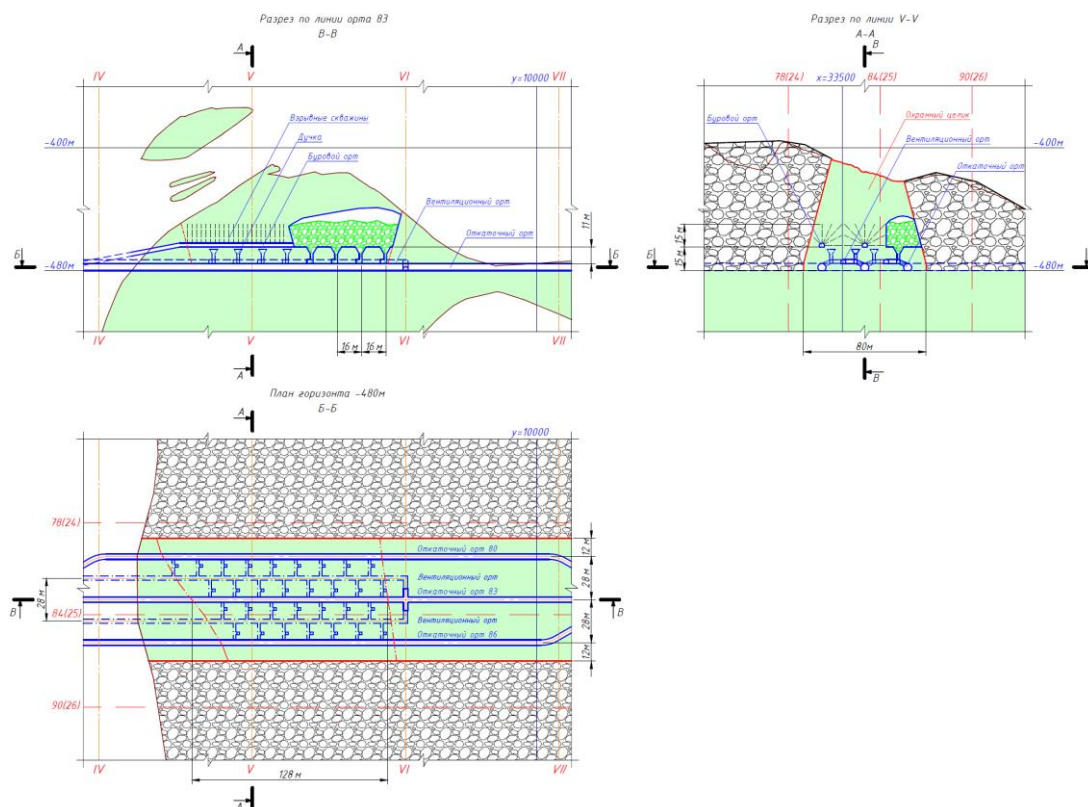 Разрез по линии орта 83
В-В
А
IV
V
VI
y=10000
VII
Взрывные скважины
Дучка
Буровой орт
-400м
Вентиляционный орт
Откаточный орт
11 м
Б
Б
-480м
16 м
16 м
IV
V
VI
VII
А
Разрез по линии V-V
А-А
В
78(24)
x=33500
84(25)
90(26)
Буровой орт
Охранный целик
Вентиляционный орт
Откаточный орт
-400м
15 м
15 м
Б
Б
-480м
80м
В
План горизонта -480м
Б-Б
А
y=10000
78(24)
Откаточный орт 80
12 м
Вентиляционный орт
28 м
Откаточный орт 83
В
28 м
В
84(25)
Вентиляционный орт
28м
Откаточный орт 86
12м
90(26)
IV
V
VI
VII
128 м
А